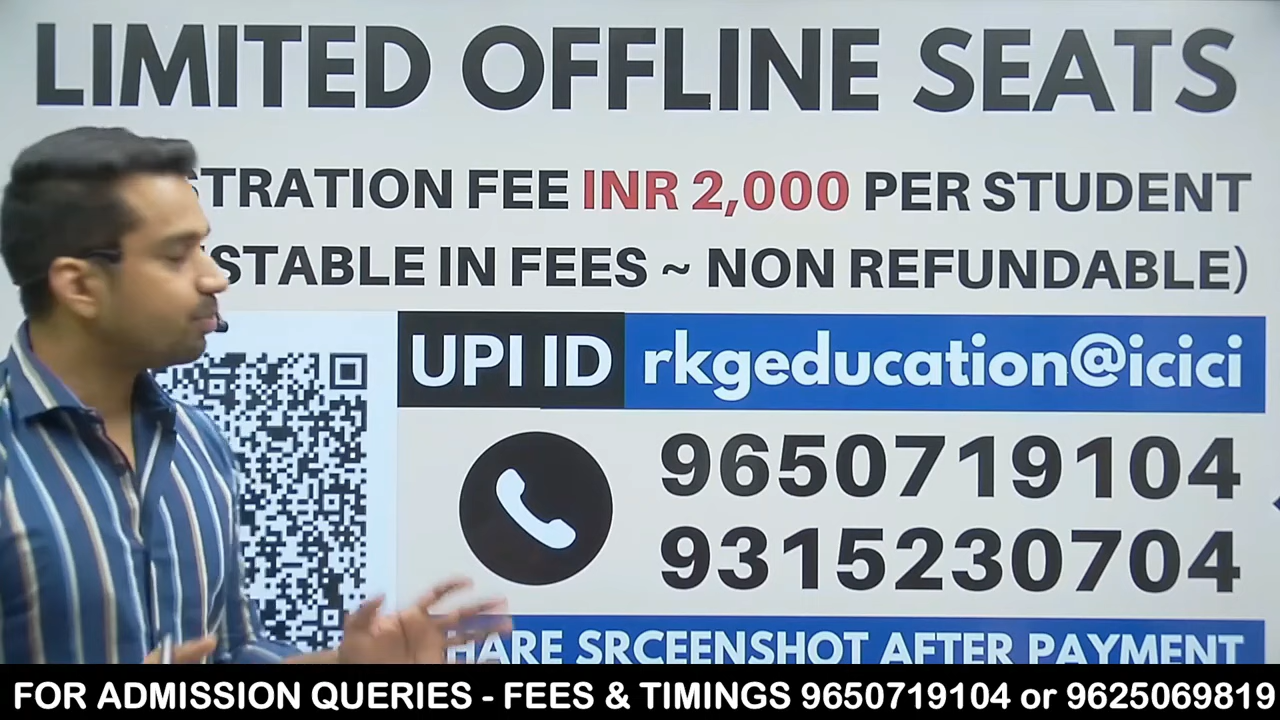 LIMITED OFFLINE SEATS
STRATION FEE INR 2,000 PER STUDENT
STABLE IN FEES ~ NON REFUNDABLE)
UPI ID rkgeducation@icici
9650719104
9315230704
HARE SRCEENSHOT AFTER PAYMENT
FOR ADMISSION QUERIES - FEES & TIMINGS 9650719104 or 9625069819